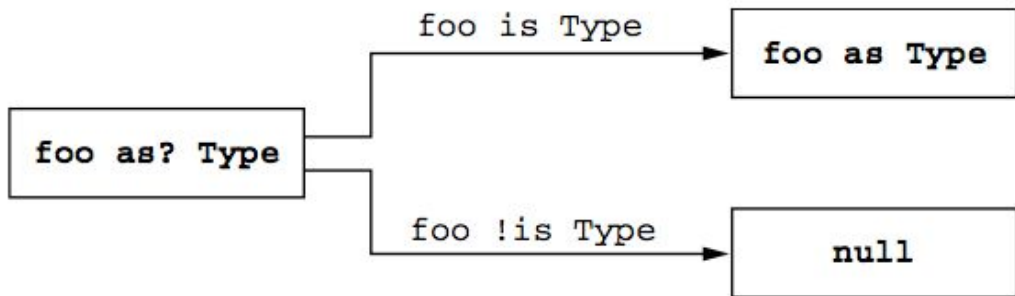 foo is Type
foo as Type
foo as? Type
foo !is Type
null